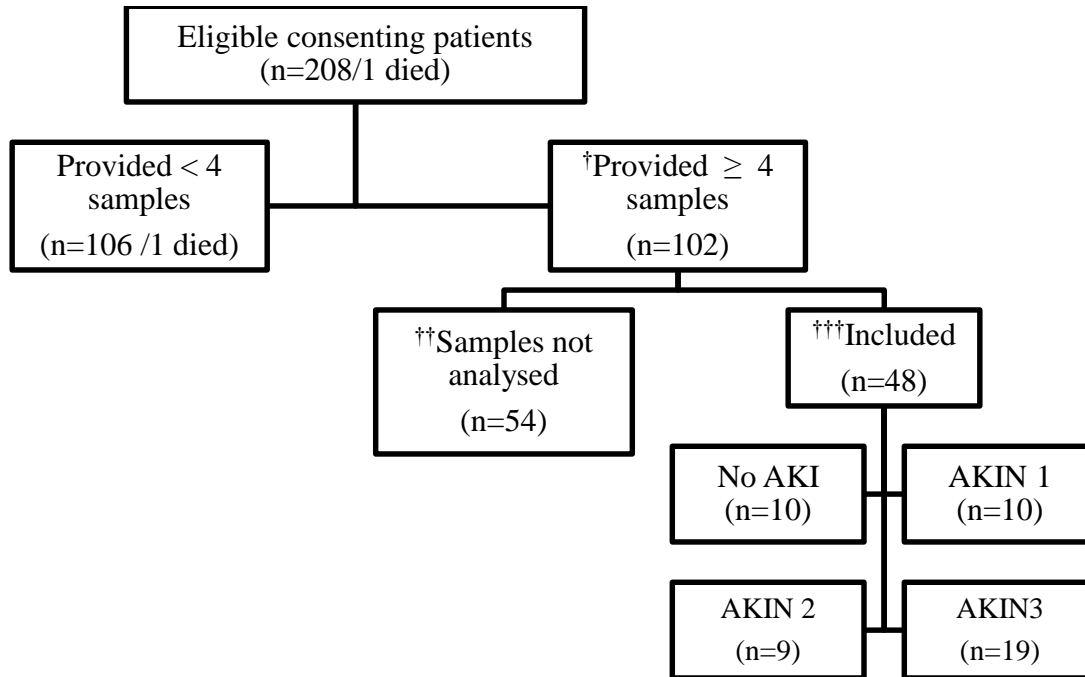 Eligible consenting patients
(n=208/1 died)
Provided < 4
samples
(n=106 /1 died)
†Provided ≥ 4
samples
(n=102)
††Samples not
analysed
(n=54)
†††Included
(n=48)
No AKI
(n=10)
AKIN 1
(n=10)
AKIN 2
(n=9)
AKIN3
(n=19)